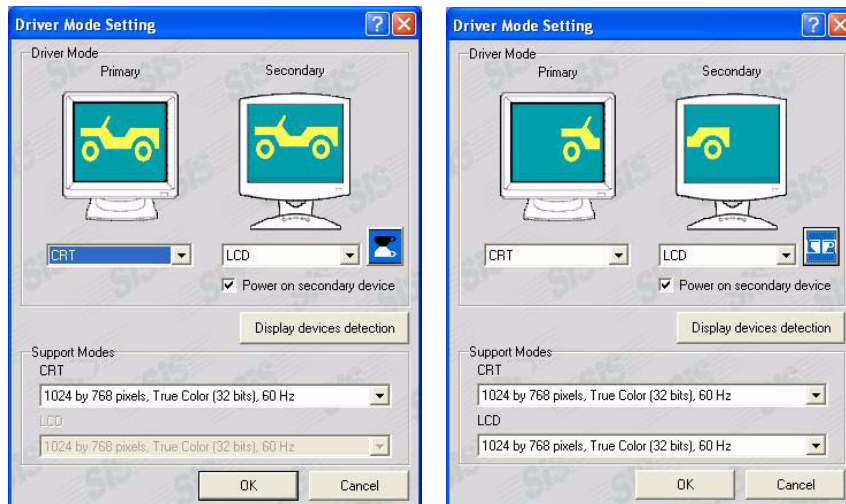 Driver Mode Setting
Driver Mode
Primary
Secondary
CRT
LCD
Power on secondary device
Display devices detection
Support Modes
CRT
1024 by 768 pixels, True Color (32 bits), 60 Hz
LCD
1024 by 768 pixels, True Color (32 bits), 60 Hz
OK
Cancel
Driver Mode Setting
Driver Mode
Primary
Secondary
CRT
LCD
Power on secondary device
Display devices detection
Support Modes
CRT
1024 by 768 pixels, True Color (32 bits), 60 Hz
LCD
1024 by 768 pixels, True Color (32 bits), 60 Hz
OK
Cancel